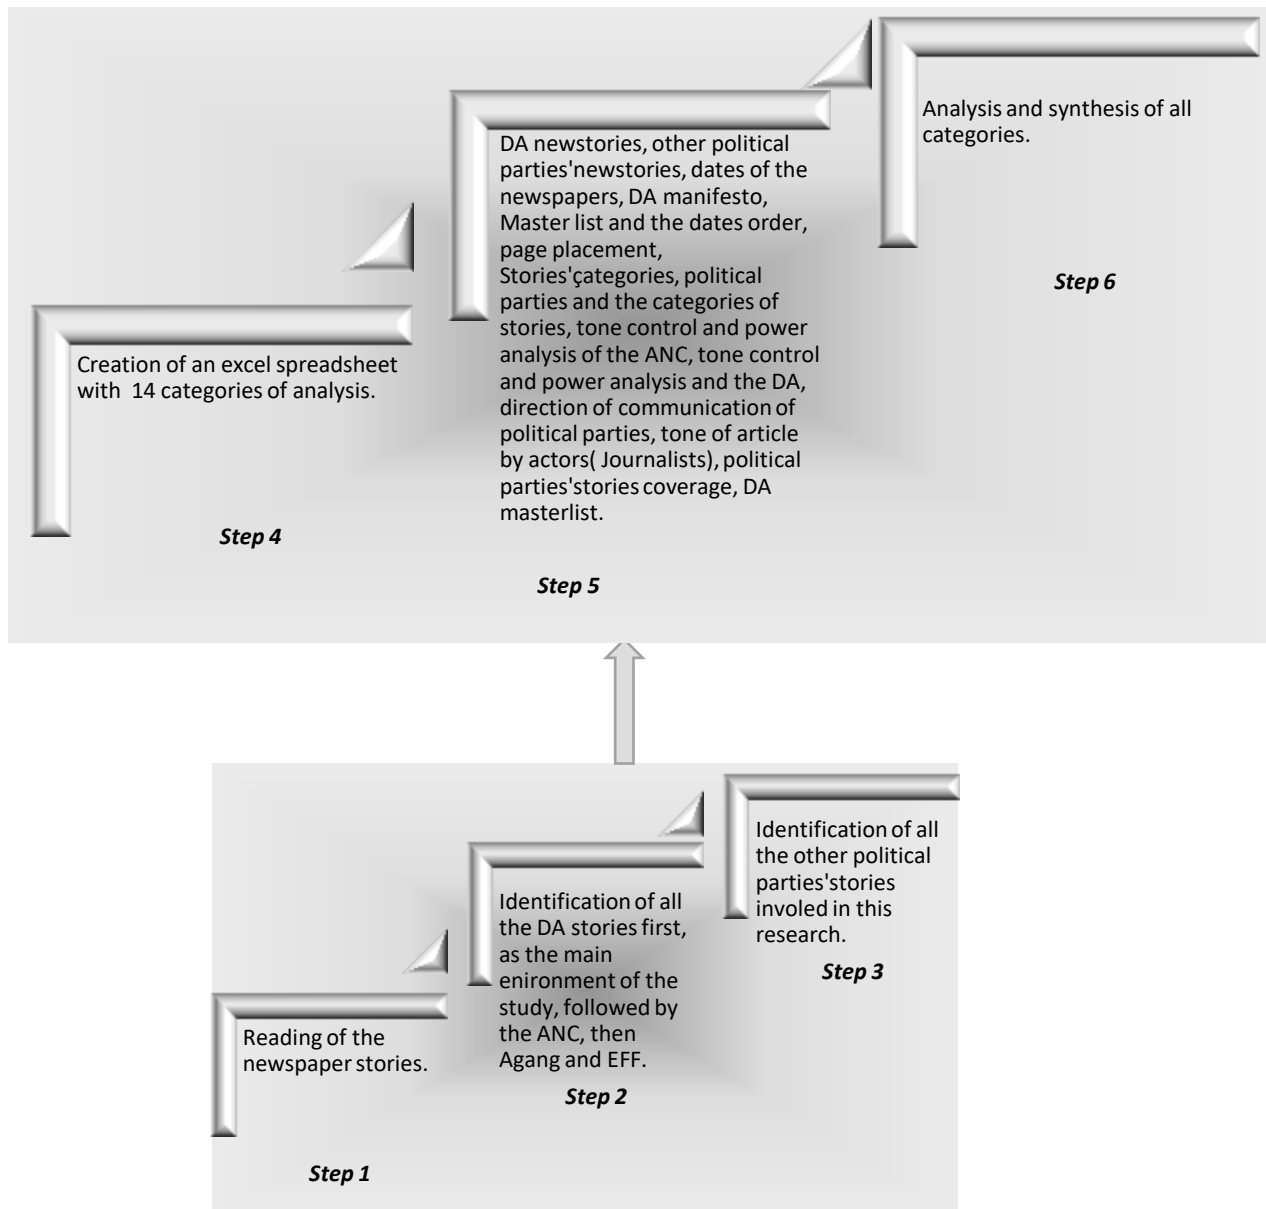 Analysis and synthesis of all
categories.
Step 6
DA newstories, other political
parties'newstories, dates of the
newspapers, DA manifesto,
Master list and the dates order,
page placement,
Stories'çategories, political
parties and the categories of
stories, tone control and power
analysis of the ANC, tone control
and power analysis and the DA,
direction of communication of
political parties, tone of article
by actors( Journalists), political
parties'stories coverage, DA
masterlist.
Step 5
Creation of an excel spreadsheet
with 14 categories of analysis.
Step 4
Identification of all
the other political
parties'stories
involed in this
research.
Step 3
Identification of all
the DA stories first,
as the main
enironment of the
study, followed by
the ANC, then
Agang and EFF.
Step 2
Reading of the
newspaper stories.
Step 1